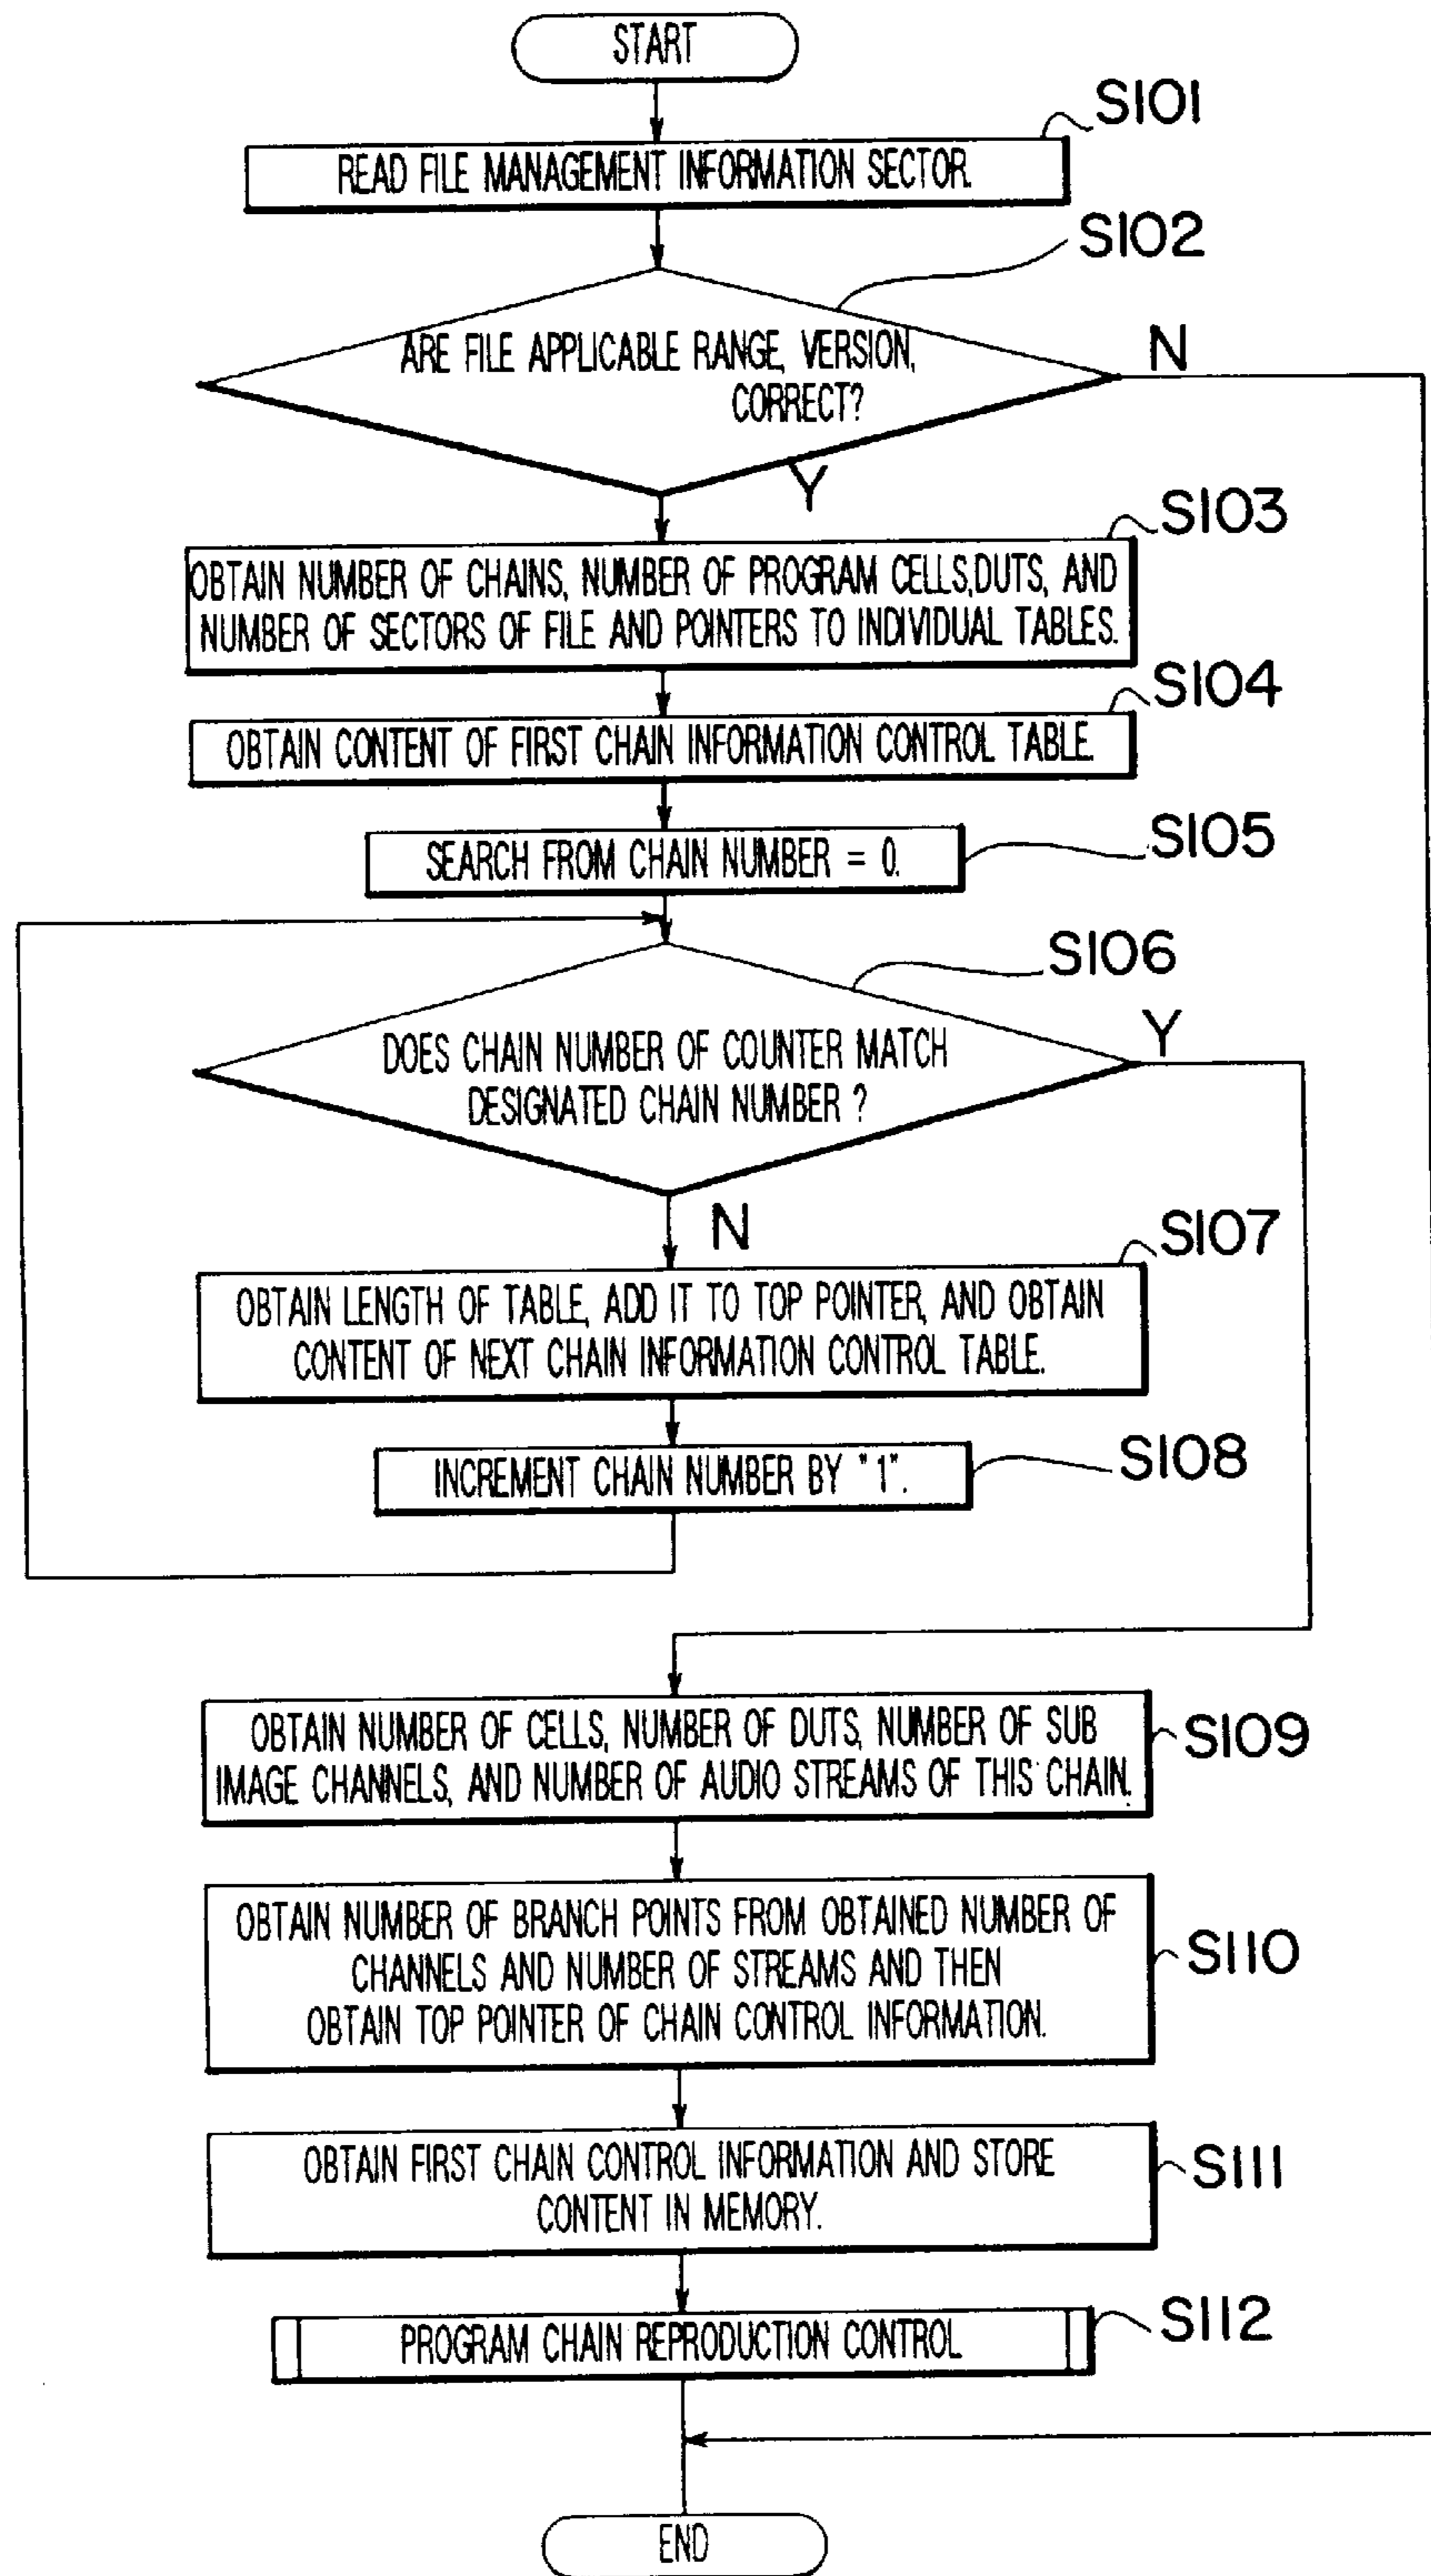 START
S101
READ FILE MANAGEMENT INFORMATION SECTOR.
S102
ARE FILE APPLICABLE RANGE, VERSION,
CORRECT?
N
Y
S103
OBTAIN NUMBER OF CHAINS, NUMBER OF PROGRAM CELLS,DUTS, AND
NUMBER OF SECTORS OF FILE AND POINTERS TO INDIVIDUAL TABLES.
S104
OBTAIN CONTENT OF FIRST CHAIN INFORMATION CONTROL TABLE.
S105
SEARCH FROM CHAIN NUMBER = 0.
S106
DOES CHAIN NUMBER OF COUNTER MATCH
DESIGNATED CHAIN NUMBER ?
Y
N
S107
OBTAIN LENGTH OF TABLE, ADD IT TO TOP POINTER, AND OBTAIN
CONTENT OF NEXT CHAIN INFORMATION CONTROL TABLE.
S108
INCREMENT CHAIN NUMBER BY "1".
S109
OBTAIN NUMBER OF CELLS, NUMBER OF DUTS, NUMBER OF SUB
IMAGE CHANNELS, AND NUMBER OF AUDIO STREAMS OF THIS CHAIN.
S110
OBTAIN NUMBER OF BRANCH POINTS FROM OBTAINED NUMBER OF
CHANNELS AND NUMBER OF STREAMS AND THEN
OBTAIN TOP POINTER OF CHAIN CONTROL INFORMATION.
S111
OBTAIN FIRST CHAIN CONTROL INFORMATION AND STORE
CONTENT IN MEMORY.
S112
PROGRAM CHAIN REPRODUCTION CONTROL
END